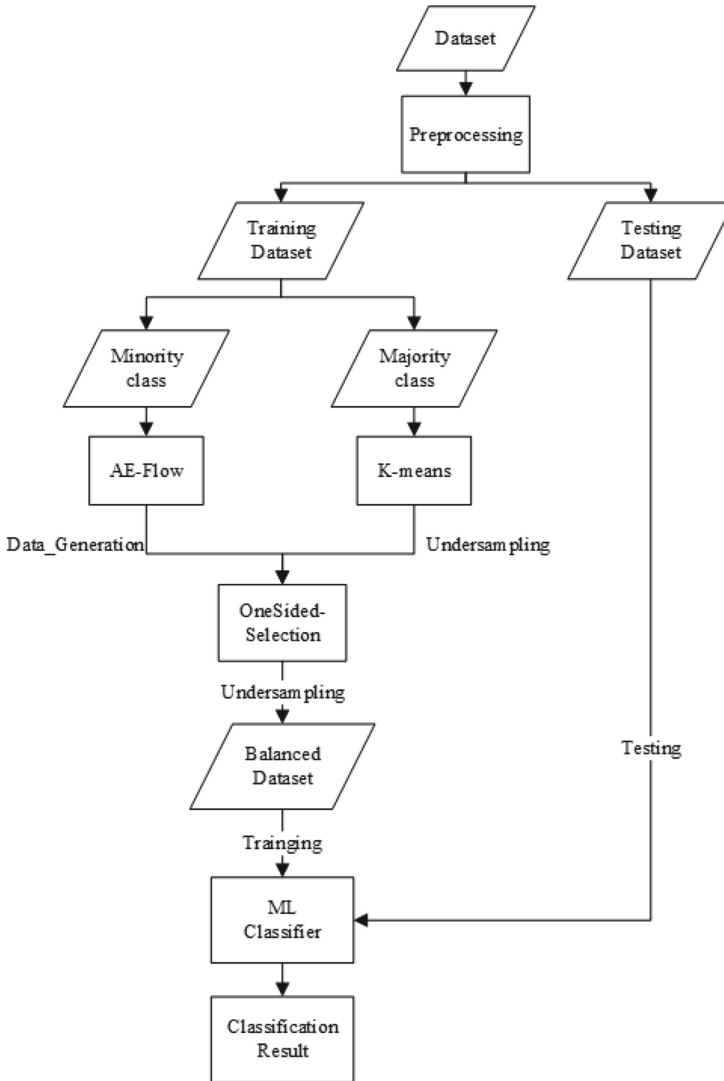 Dataset
Preprocessing
Training
Dataset
Testing
Dataset
Minority
class
Majority
class
AE-Flow
K-means
Data_Generation
Undersampling
OneSided-
Selection
Undersampling
Balanced
Dataset
Testing
Trainging
ML
Classifier
Classification
Result